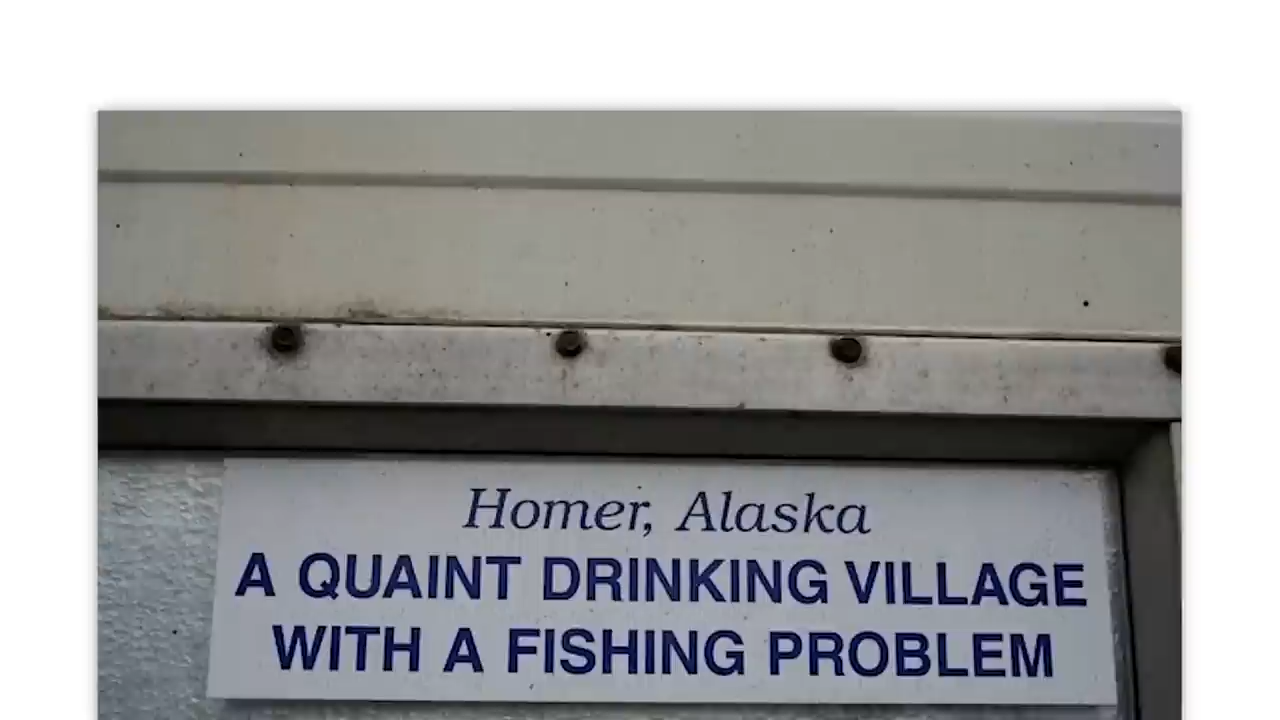 Homer, Alaska
A QUAINT DRINKING VILLAGE
WITH A FISHING PROBLEM